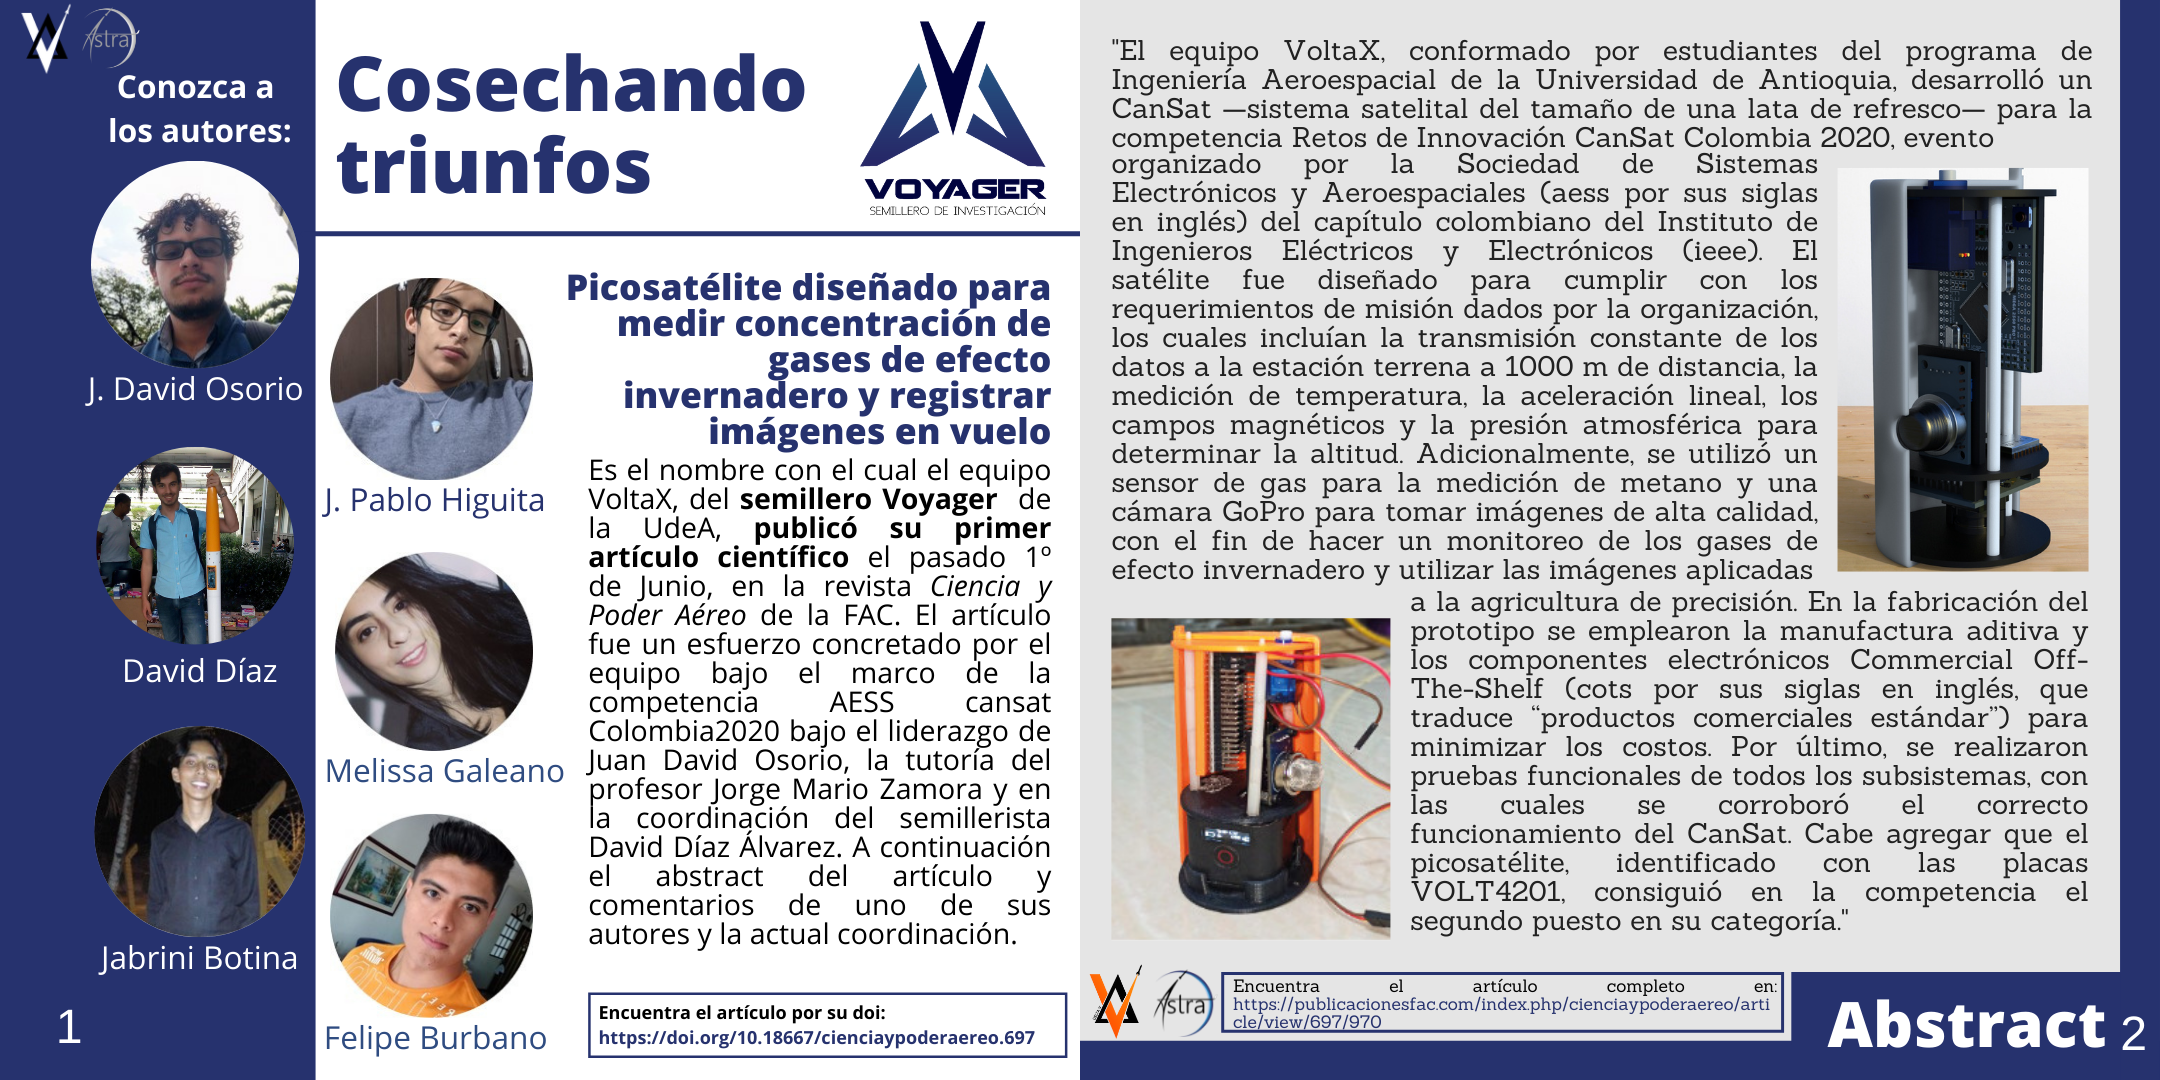 Astra
Conozca a
los autores:
J. David Osorio
David Díaz
Jabrini Botina
1
Cosechando
triunfos
VOYAGER
SEMILLERO DE INVESTIGACIÓN
J. Pablo Higuita
Melissa Galeano
Felipe Burbano
Picosatélite diseñado para
medir concentración de
gases de efecto
invernadero y registrar
imágenes en vuelo
Es el nombre con el cual el equipo
VoltaX, del semillero Voyager de
la UdeA, publicó su primer
artículo científico el pasado 1º
de Junio, en la revista Ciencia y
Poder Aéreo de la FAC. El artículo
fue un esfuerzo concretado por el
equipo bajo el marco de la
competencia AESS cansat
Colombia2020 bajo el liderazgo de
Juan David Osorio, la tutoría del
profesor Jorge Mario Zamora y en
la coordinación del semillerista
David Díaz Álvarez. A continuación
el abstract del artículo y
comentarios de uno de sus
autores y la actual coordinación.
Encuentra el artículo por su doi:
https://doi.org/10.18667/cienciaypoderaereo.697
"El equipo VoltaX, conformado por estudiantes del programa de
Ingeniería Aeroespacial de la Universidad de Antioquia, desarrolló un
CanSat —sistema satelital del tamaño de una lata de refresco— para la
competencia Retos de Innovación CanSat Colombia 2020, evento
organizado por la Sociedad de Sistemas
Electrónicos y Aeroespaciales (aess por sus siglas
en inglés) del capítulo colombiano del Instituto de
Ingenieros Eléctricos y Electrónicos (ieee). El
satélite fue diseñado para cumplir con los
requerimientos de misión dados por la organización,
los cuales incluían la transmisión constante de los
datos a la estación terrena a 1000 m de distancia, la
medición de temperatura, la aceleración lineal, los
campos magnéticos y la presión atmosférica para
determinar la altitud. Adicionalmente, se utilizó un
sensor de gas para la medición de metano y una
cámara GoPro para tomar imágenes de alta calidad,
con el fin de hacer un monitoreo de los gases de
efecto invernadero y utilizar las imágenes aplicadas
a la agricultura de precisión. En la fabricación del
prototipo se emplearon la manufactura aditiva y
los componentes electrónicos Commercial Off-
The-Shelf (cots por sus siglas en inglés, que
traduce “productos comerciales estándar”) para
minimizar los costos. Por último, se realizaron
pruebas funcionales de todos los subsistemas, con
las cuales se corroboró el correcto
funcionamiento del CanSat. Cabe agregar que el
picosatélite, identificado con las placas
VOLT4201, consiguió en la competencia el
segundo puesto en su categoría."
Astra
Encuentra el artículo completo en:
https://publicacionesfac.com/index.php/cienciaypoderaereo/arti
cle/view/697/970
Abstract 2